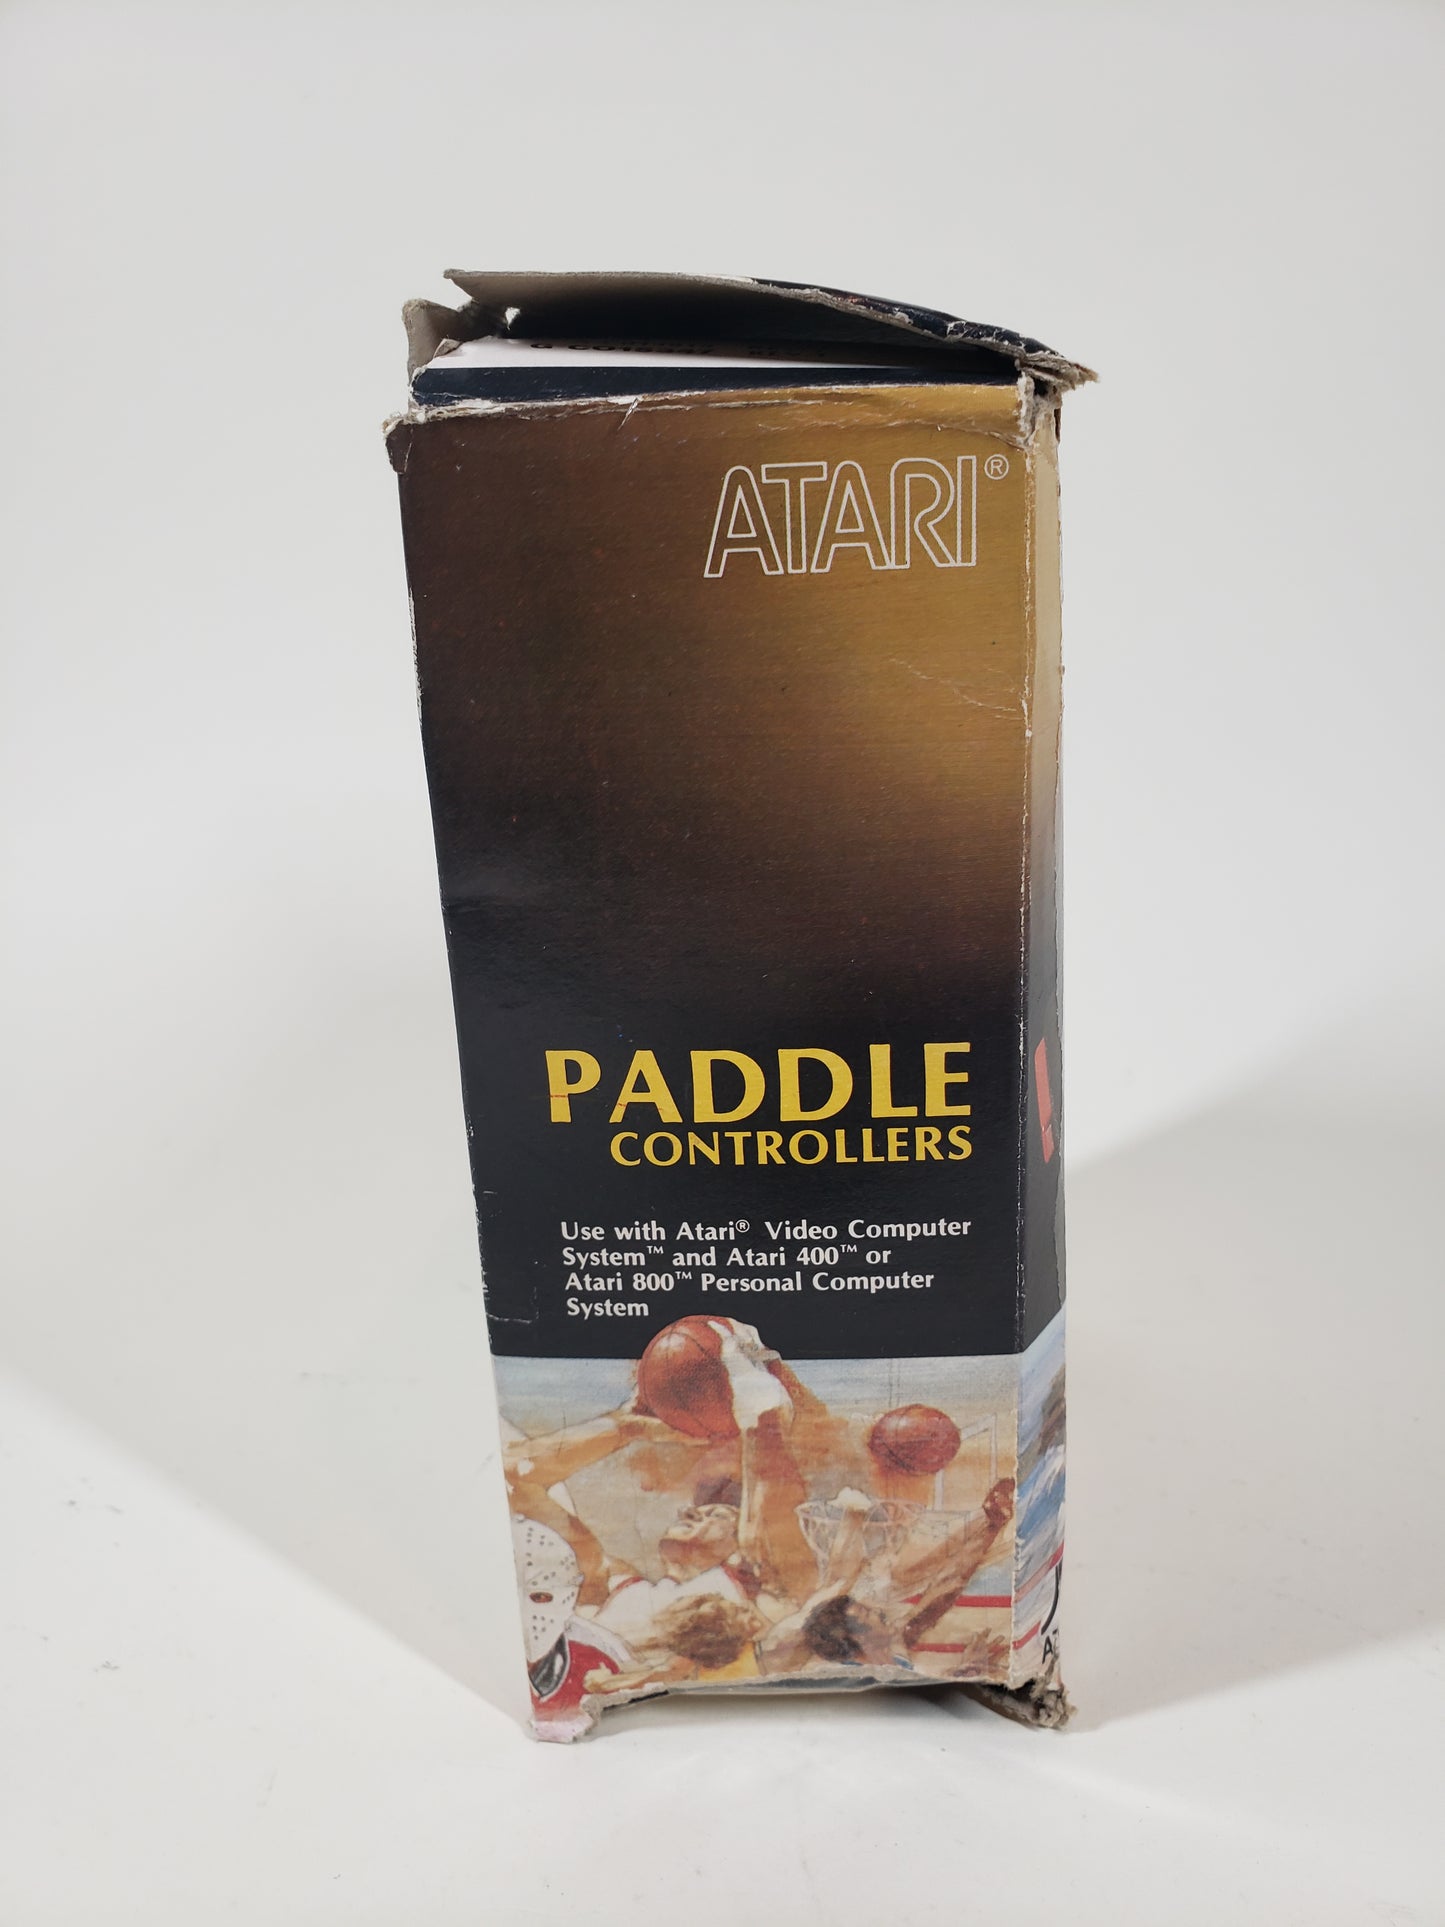 ATARI®
PADDLE
CONTROLLERS
Use with Atari® Video Computer
System™ and Atari 400™ or
Atari 800™ Personal Computer
System